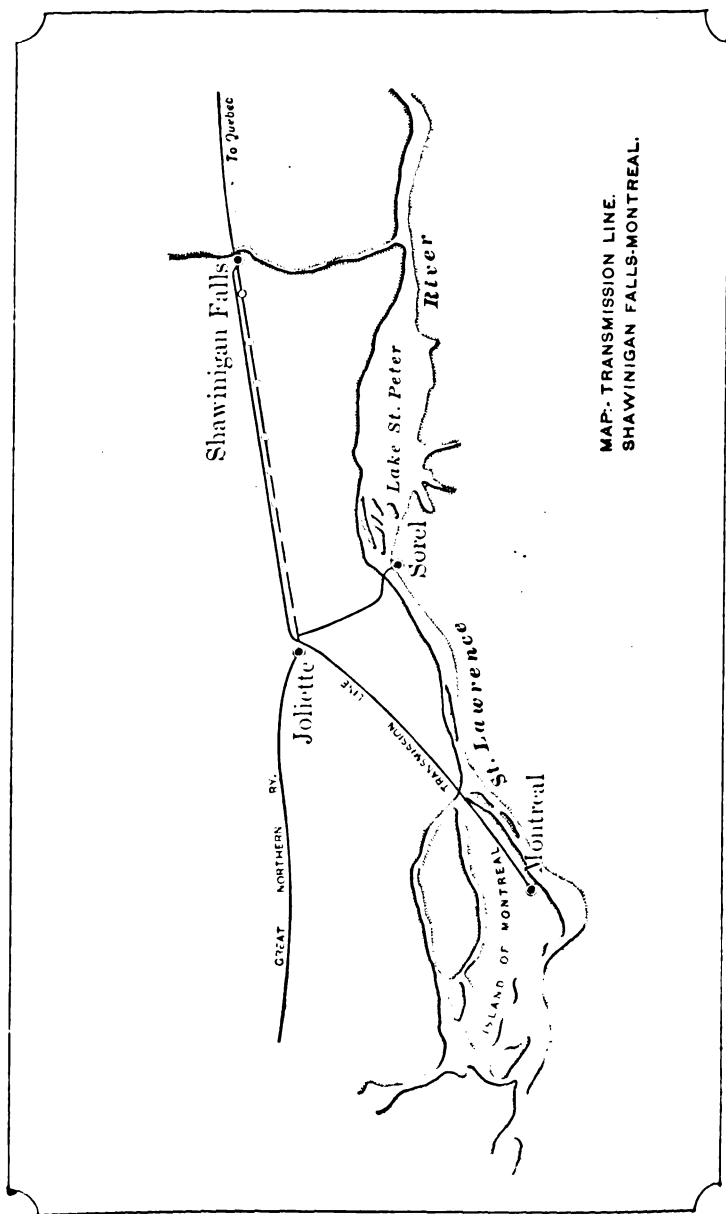 To Quebec
Shawinigan Falls
River
Lake St. Peter
Sorel
Joliette
LINE
TRANSMISSION
GREAT NORTHERN RY.
St. Lawrence
Montreal
ISLAND OF MONTREAL
MAP:- TRANSMISSION LINE.
SHAWINIGAN FALLS-MONTREAL.